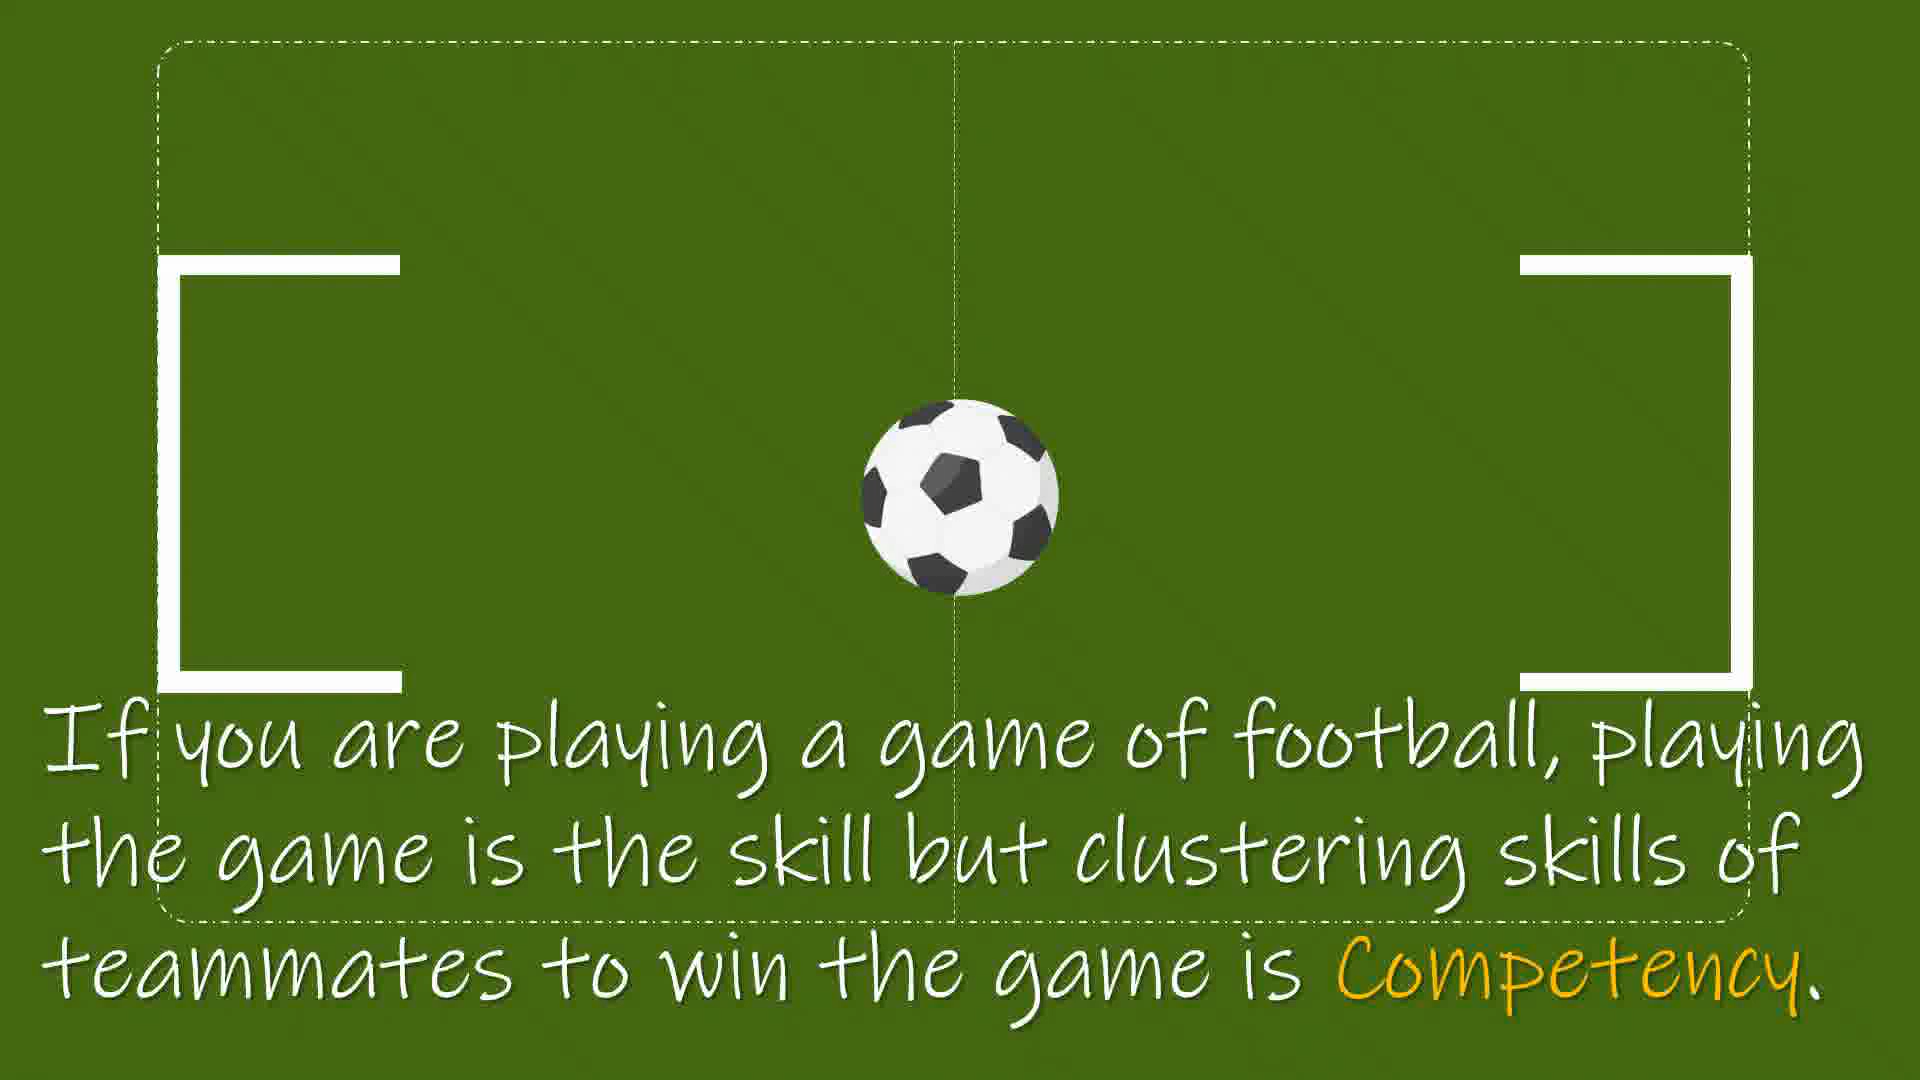 If you are playing a game of football, playing
the game is the skill but clustering skills of
teammates to win the game is Competency.